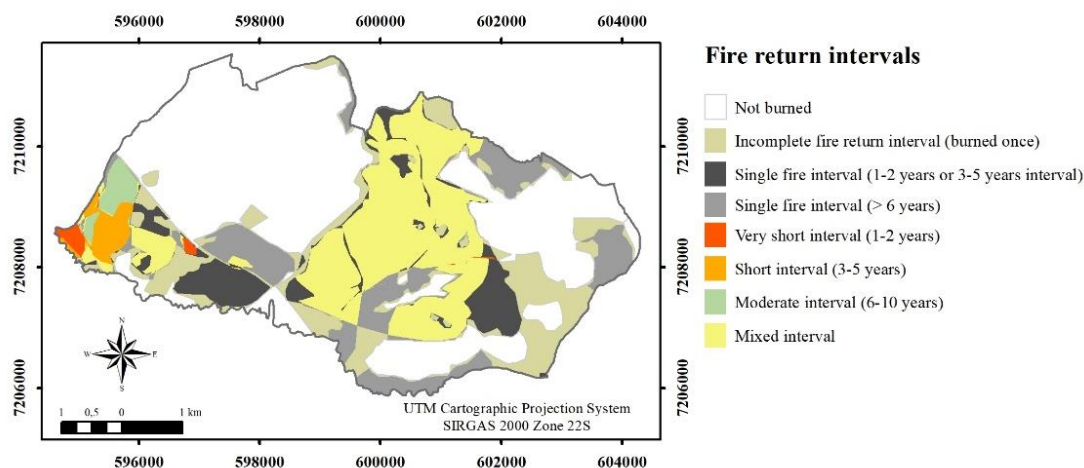 596000 598000 600000 602000 604000
Fire return intervals
Not burned
Incomplete fire return interval (burned once)
Single fire interval (1-2 years or 3-5 years interval)
Single fire interval (> 6 years)
Very short interval (1-2 years)
Short interval (3-5 years)
Moderate interval (6-10 years)
Mixed interval
7210000
7208000
7206000
7210000
7208000
7206000
N
W E
S
1 0,5 0 1 km
UTM Cartographic Projection System
SIRGAS 2000 Zone 22S
596000 598000 600000 602000 604000